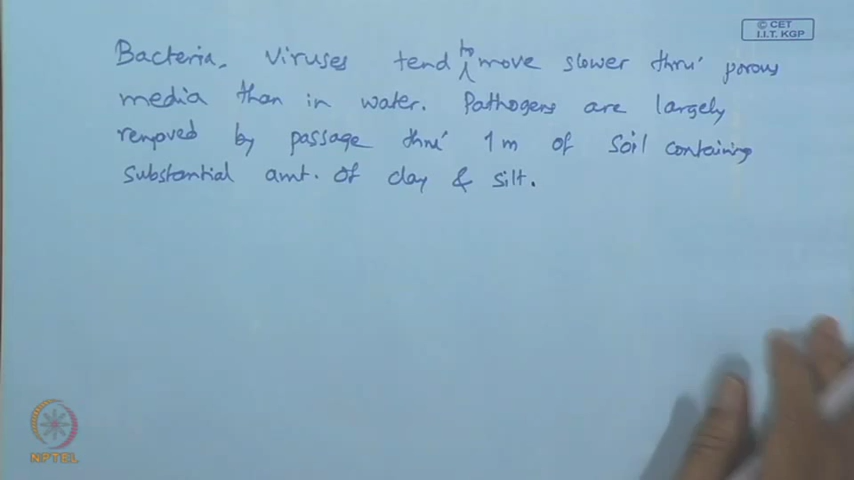 © CET
I.I.T. KGP
Bacteria, Viruses tend to move slower thru' porous
media than in water. Pathogens are largely
removed by passage thru' 1m of soil containing
substantial amt. of clay & silt.
NPTEL